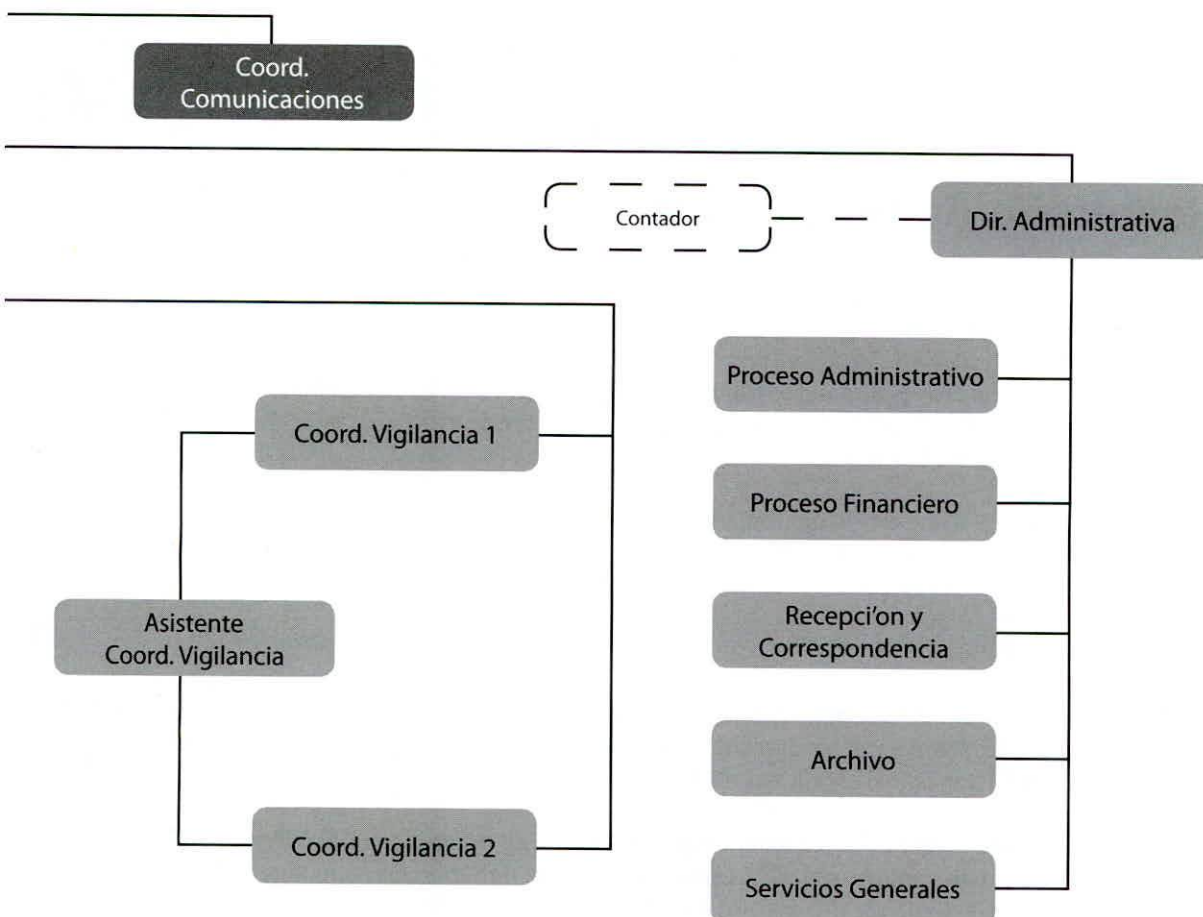 Coord.
Comunicaciones
Contador
Dir. Administrativa
Proceso Administrativo
Coord. Vigilancia 1
Proceso Financiero
Asistente
Coord. Vigilancia
Recepci'on y
Correspondencia
Archivo
Coord. Vigilancia 2
Servicios Generales